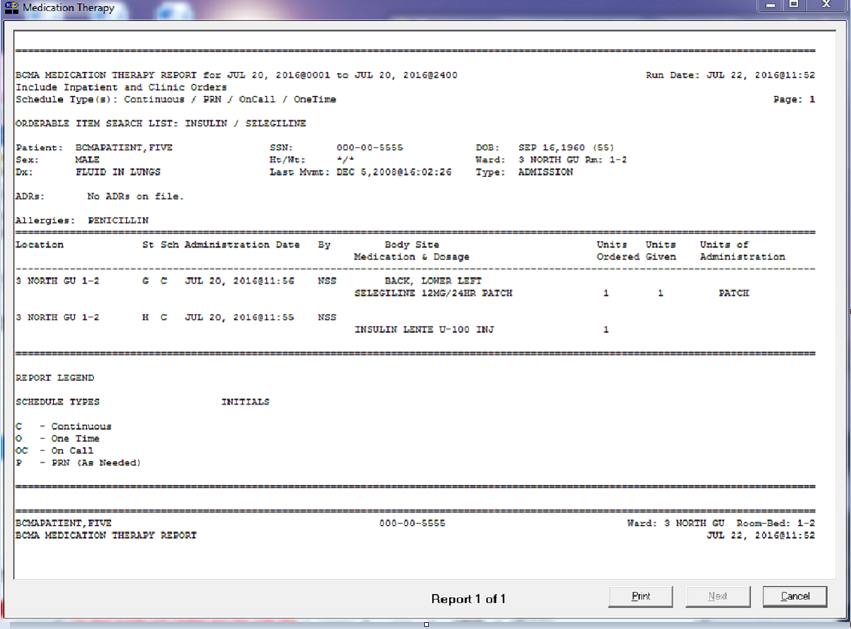 Medication Therapy
BCMA MEDICATION THERAPY REPORT for JUL 20, 2016@0001 to JUL 20, 2016@2400 Run Date: JUL 22, 2016@11:52
Include Inpatient and Clinic Orders
Schedule Type(s): Continuous / PRN / OnCall / OneTime Page: 1
ORDERABLE ITEM SEARCH LIST: INSULIN / SELEGILINE
Patient: BCMAPATIENT,FIVE SSN: 000-00-5555 DOB: SEP 16,1960 (55)
Sex: MALE Ht/Wt: */* Ward: 3 NORTH GU Rm: 1-2
Dx: FLUID IN LUNGS Last Mvmt: DEC 5,2008@16:02:26 Type: ADMISSION
ADRs: No ADRs on file.
Allergies: PENICILLIN
Location St Sch Administration Date By Body Site Units Units Units of
Medication & Dosage Ordered Given Administration
3 NORTH GU 1-2 G C JUL 20, 2016@11:56 NSS BACK, LOWER LEFT
SELEGILINE 12MG/24HR PATCH 1 1 PATCH
3 NORTH GU 1-2 H C JUL 20, 2016@11:55 NSS
INSULIN LENTE U-100 INJ 1
REPORT LEGEND
SCHEDULE TYPES INITIALS
C - Continuous
O - One Time
OC - On Call
P - PRN (As Needed)
BCMAPATIENT,FIVE 000-00-5555 Ward: 3 NORTH GU Room-Bed: 1-2
BCMA MEDICATION THERAPY REPORT JUL 22, 2016@11:52
Report 1 of 1 Print Next Cancel